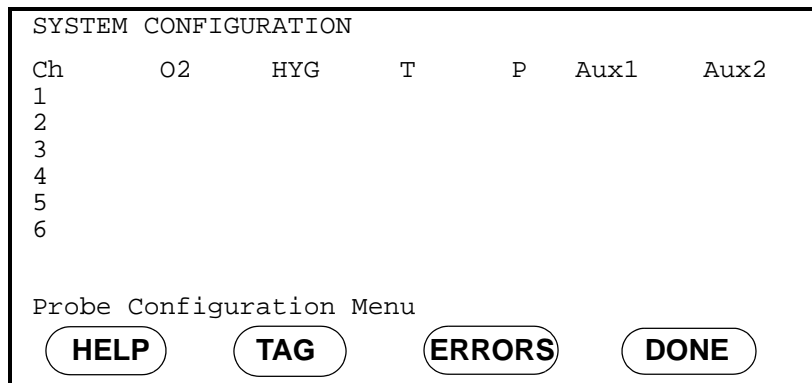 SYSTEM CONFIGURATION
Ch O2 HYG T P Aux1 Aux2
1
2
3
4
5
6
Probe Configuration Menu
HELP TAG ERRORS DONE